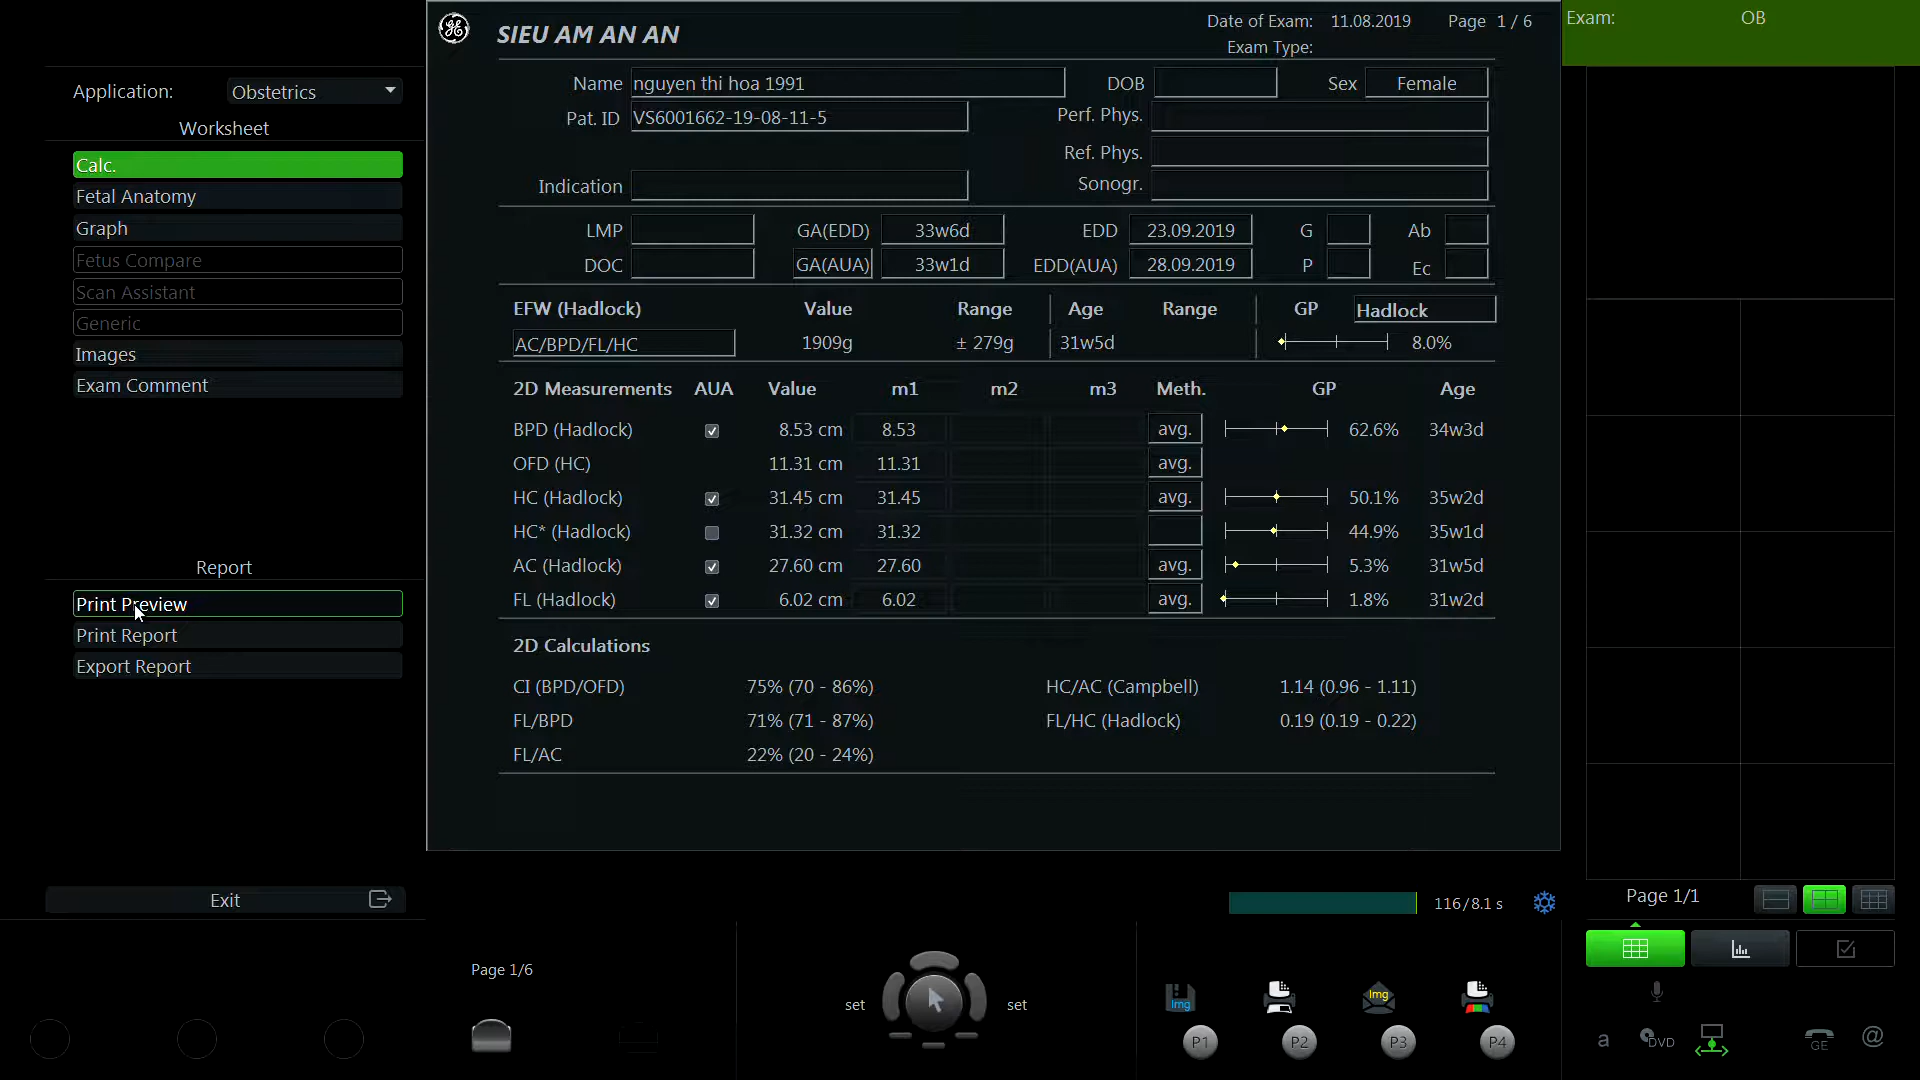 SIEU AM AN AN
Date of Exam: 11.08.2019 Page 1 / 6
Exam Type:
Exam: OB
Application: Obstetrics
Worksheet
Calc.
Fetal Anatomy
Graph
Fetus Compare
Scan Assistant
Generic
Images
Exam Comment
Report
Print Preview
Print Report
Export Report
Exit
Name nguyen thi hoa 1991 DOB Sex Female
Pat. ID VS6001662-19-08-11-5 Perf. Phys.
Ref. Phys.
Indication Sonogr.
LMP GA(EDD) 33w6d EDD 23.09.2019 G Ab
DOC GA(AUA) 33w1d EDD(AUA) 28.09.2019 P Ec
EFW (Hadlock) Value Range Age Range GP Hadlock
AC/BPD/FL/HC 1909g ± 279g 31w5d 8.0%
2D Measurements AUA Value m1 m2 m3 Meth. GP Age
BPD (Hadlock) 8.53 cm 8.53 avg. 62.6% 34w3d
OFD (HC) 11.31 cm 11.31 avg.
HC (Hadlock) 31.45 cm 31.45 avg. 50.1% 35w2d
HC* (Hadlock) 31.32 cm 31.32 44.9% 35w1d
AC (Hadlock) 27.60 cm 27.60 avg. 5.3% 31w5d
FL (Hadlock) 6.02 cm 6.02 avg. 1.8% 31w2d
2D Calculations
CI (BPD/OFD) 75% (70 - 86%) HC/AC (Campbell) 1.14 (0.96 - 1.11)
FL/BPD 71% (71 - 87%) FL/HC (Hadlock) 0.19 (0.19 - 0.22)
FL/AC 22% (20 - 24%)
116/8.1 s
Page 1/1
Page 1/6
set set
Img Img
P1 P2 P3 P4
a DVD GE @